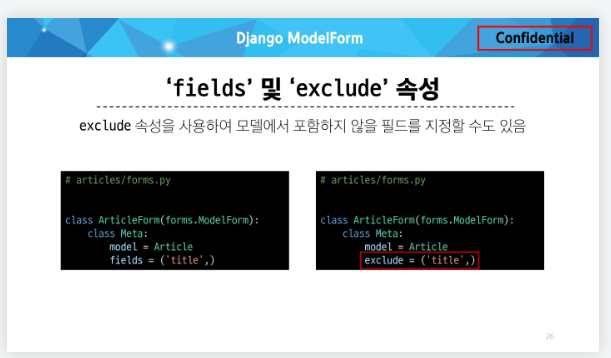 Django ModelForm
Confidential
‘fields’ 및 ‘exclude’ 속성
exclude 속성을 사용하여 모델에서 포함하지 않을 필드를 지정할 수도 있음
# articles/forms.py
class ArticleForm(forms.ModelForm):
    class Meta:
        model = Article
        fields = ('title',)
# articles/forms.py
class ArticleForm(forms.ModelForm):
    class Meta:
        model = Article
        exclude = ('title',)
26